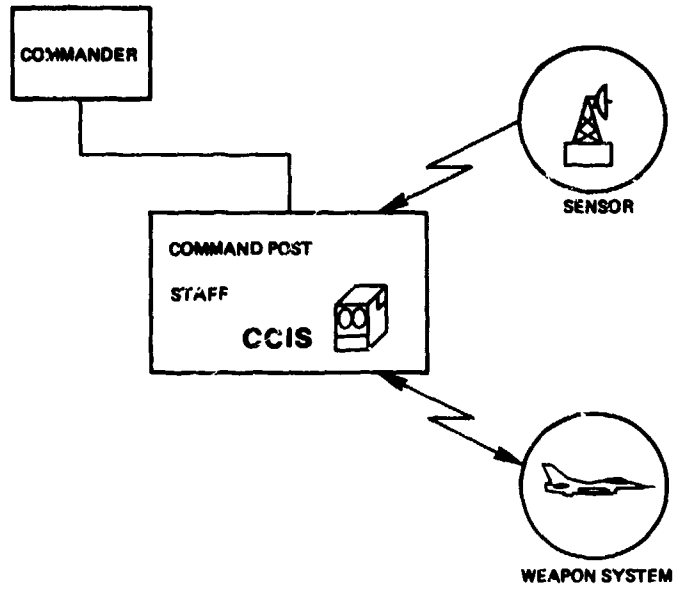 COMMANDER
SENSOR
COMMAND POST
STAFF
CCIS
WEAPON SYSTEM